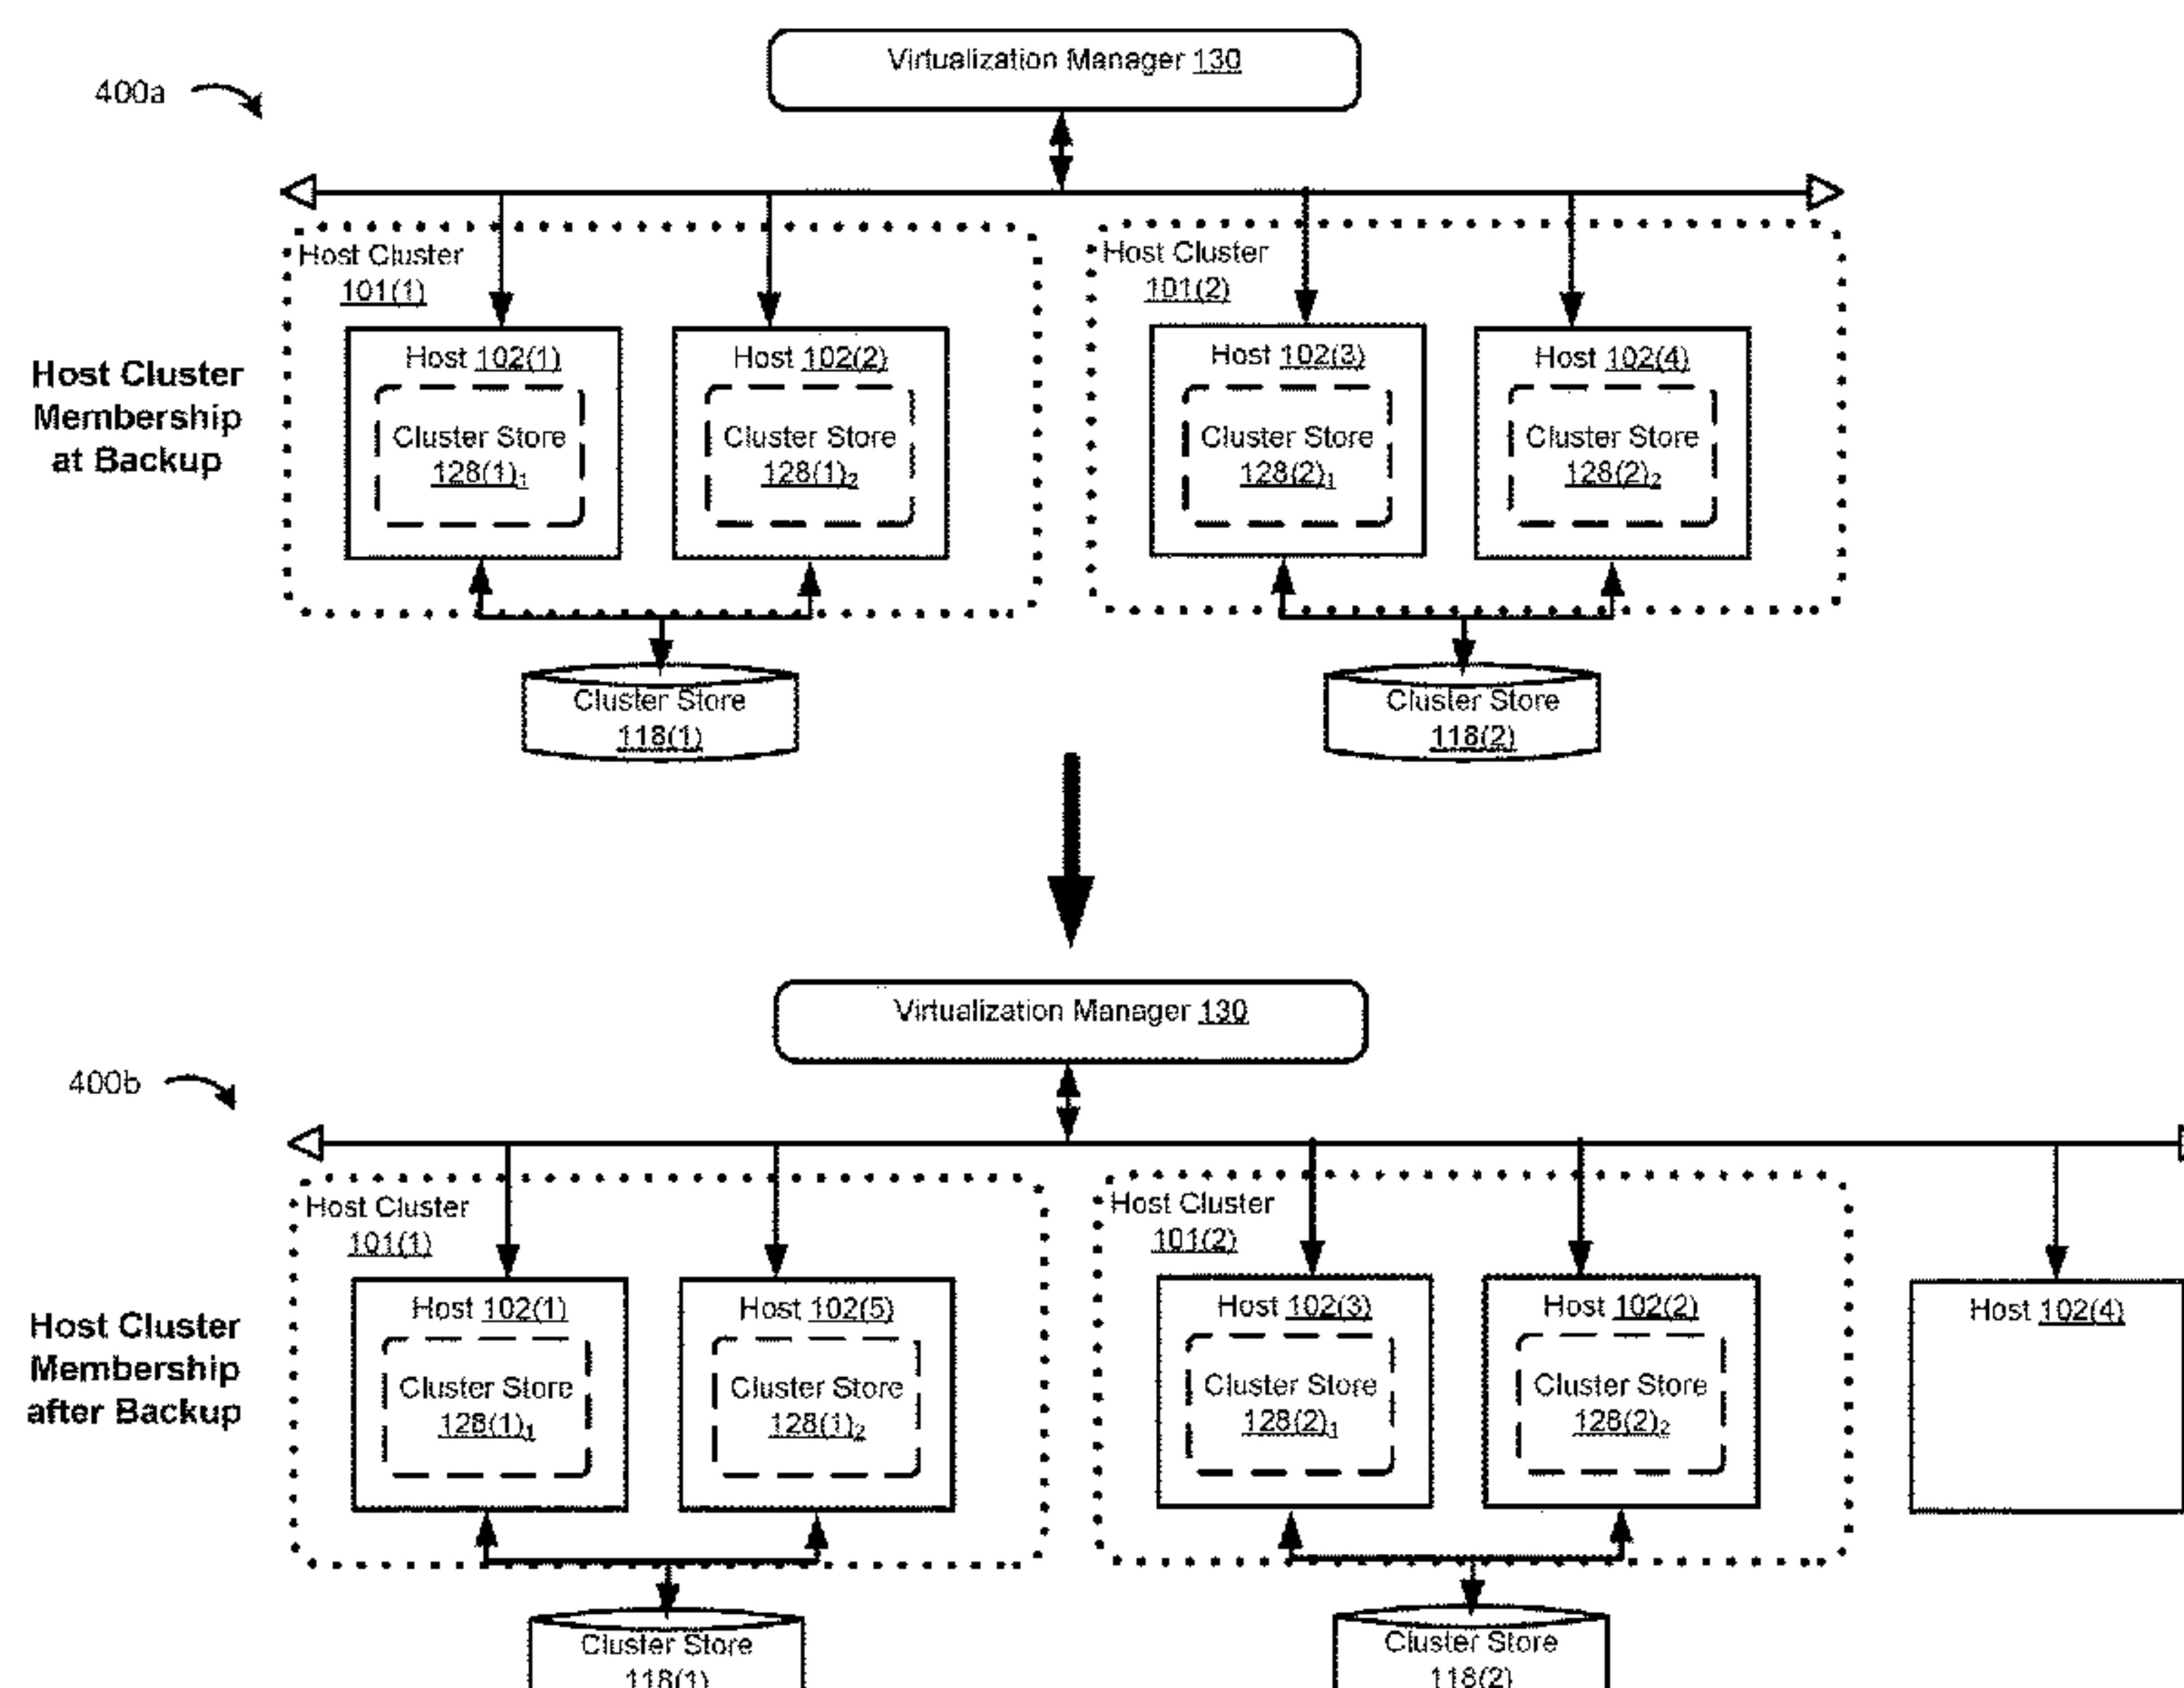 Virtualization Manager 130
400a
Host Cluster
101(1)
Host Cluster
101(2)
Host Cluster
Membership
at Backup
Host 102(1)
Cluster Store
128(1)₁
Host 102(2)
Cluster Store
128(1)₂
Host 102(3)
Cluster Store
128(2)₁
Host 102(4)
Cluster Store
128(2)₂
Cluster Store
118(1)
Cluster Store
118(2)
Virtualization Manager 130
400b
Host Cluster
101(1)
Host Cluster
101(2)
Host Cluster
Membership
after Backup
Host 102(1)
Cluster Store
128(1)₁
Host 102(5)
Cluster Store
128(1)₂
Host 102(3)
Cluster Store
128(2)₁
Host 102(2)
Cluster Store
128(2)₂
Host 102(4)
Cluster Store
118(1)
Cluster Store
118(2)